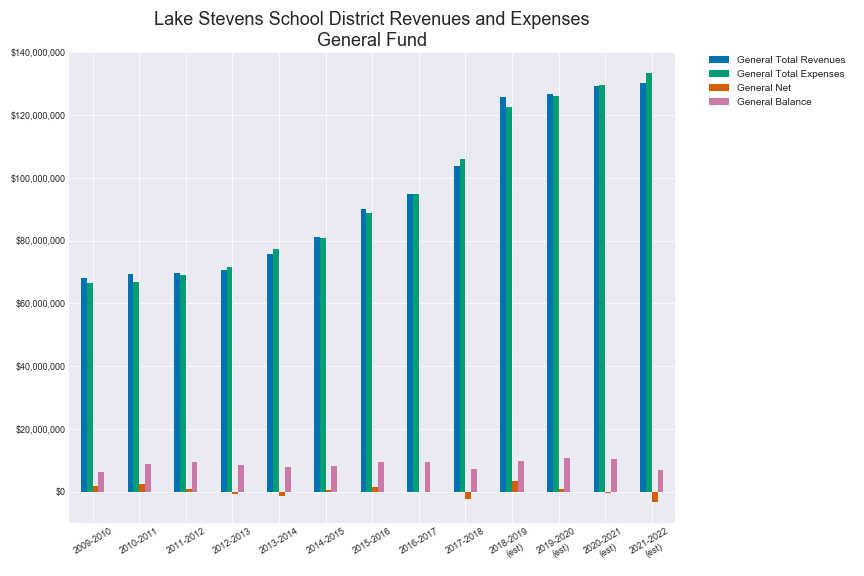 Lake Stevens School District Revenues and Expenses
General Fund
$140,000,000
$120,000,000
$100,000,000
$80,000,000
$60,000,000
$40,000,000
$20,000,000
$0
2009-2010
2010-2011
2011-2012
2012-2013
2013-2014
2014-2015
2015-2016
2016-2017
2017-2018
2018-2019
(est)
2019-2020
(est)
2020-2021
(est)
2021-2022
(est)
General Total Revenues
General Total Expenses
General Net
General Balance